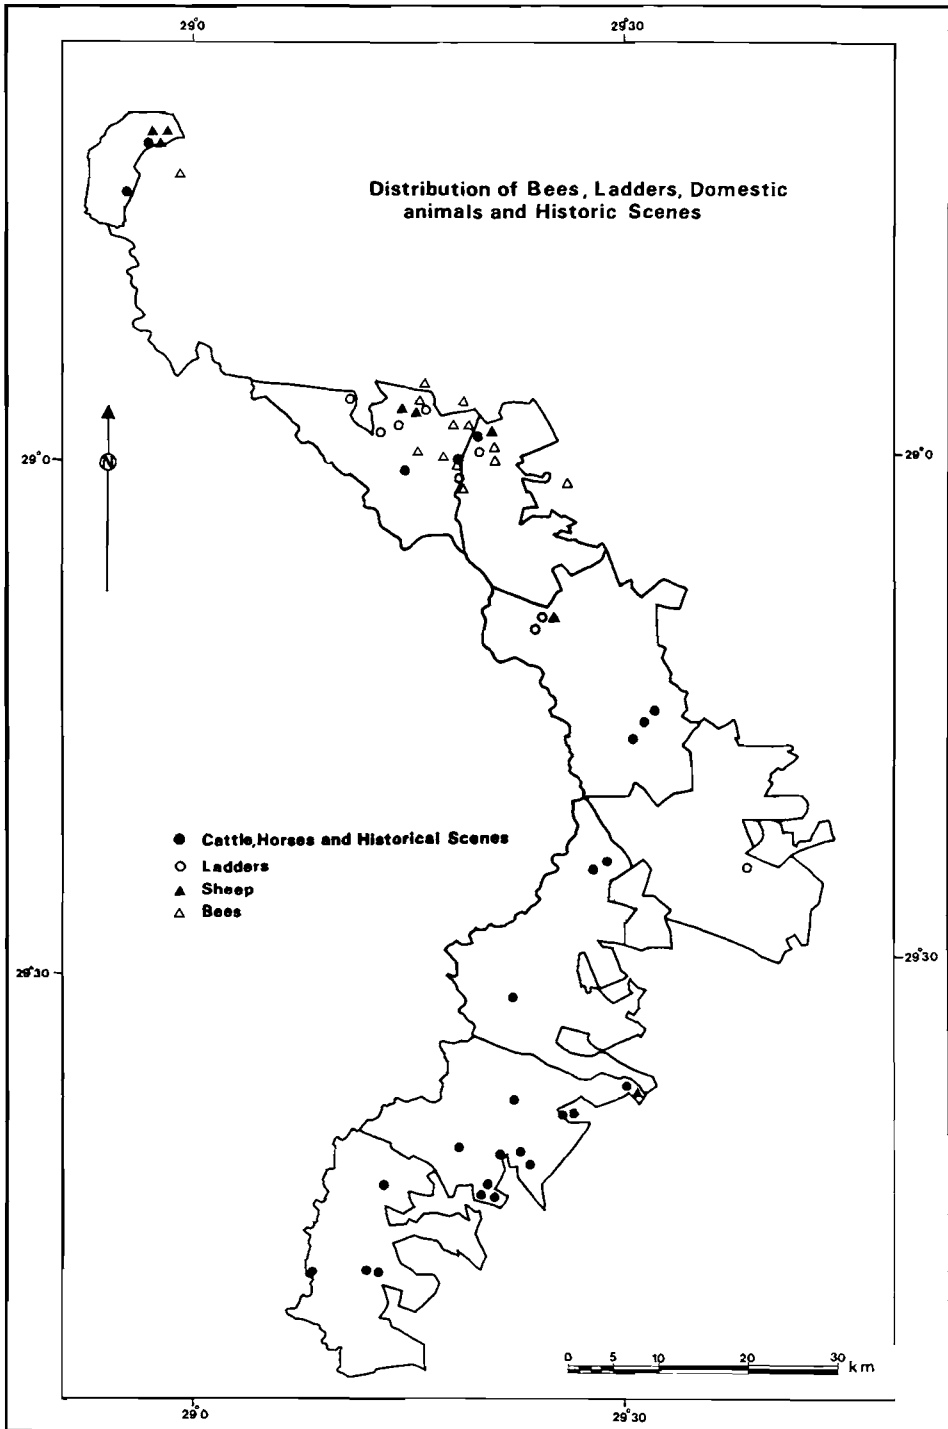 29°0
29°30
Distribution of Bees, Ladders, Domestic
animals and Historic Scenes
N
29°0
29°0
Cattle, Horses and Historical Scenes
Ladders
Sheep
Bees
29°30
29°30
0 5 10 20 30 km
29°0
29°30